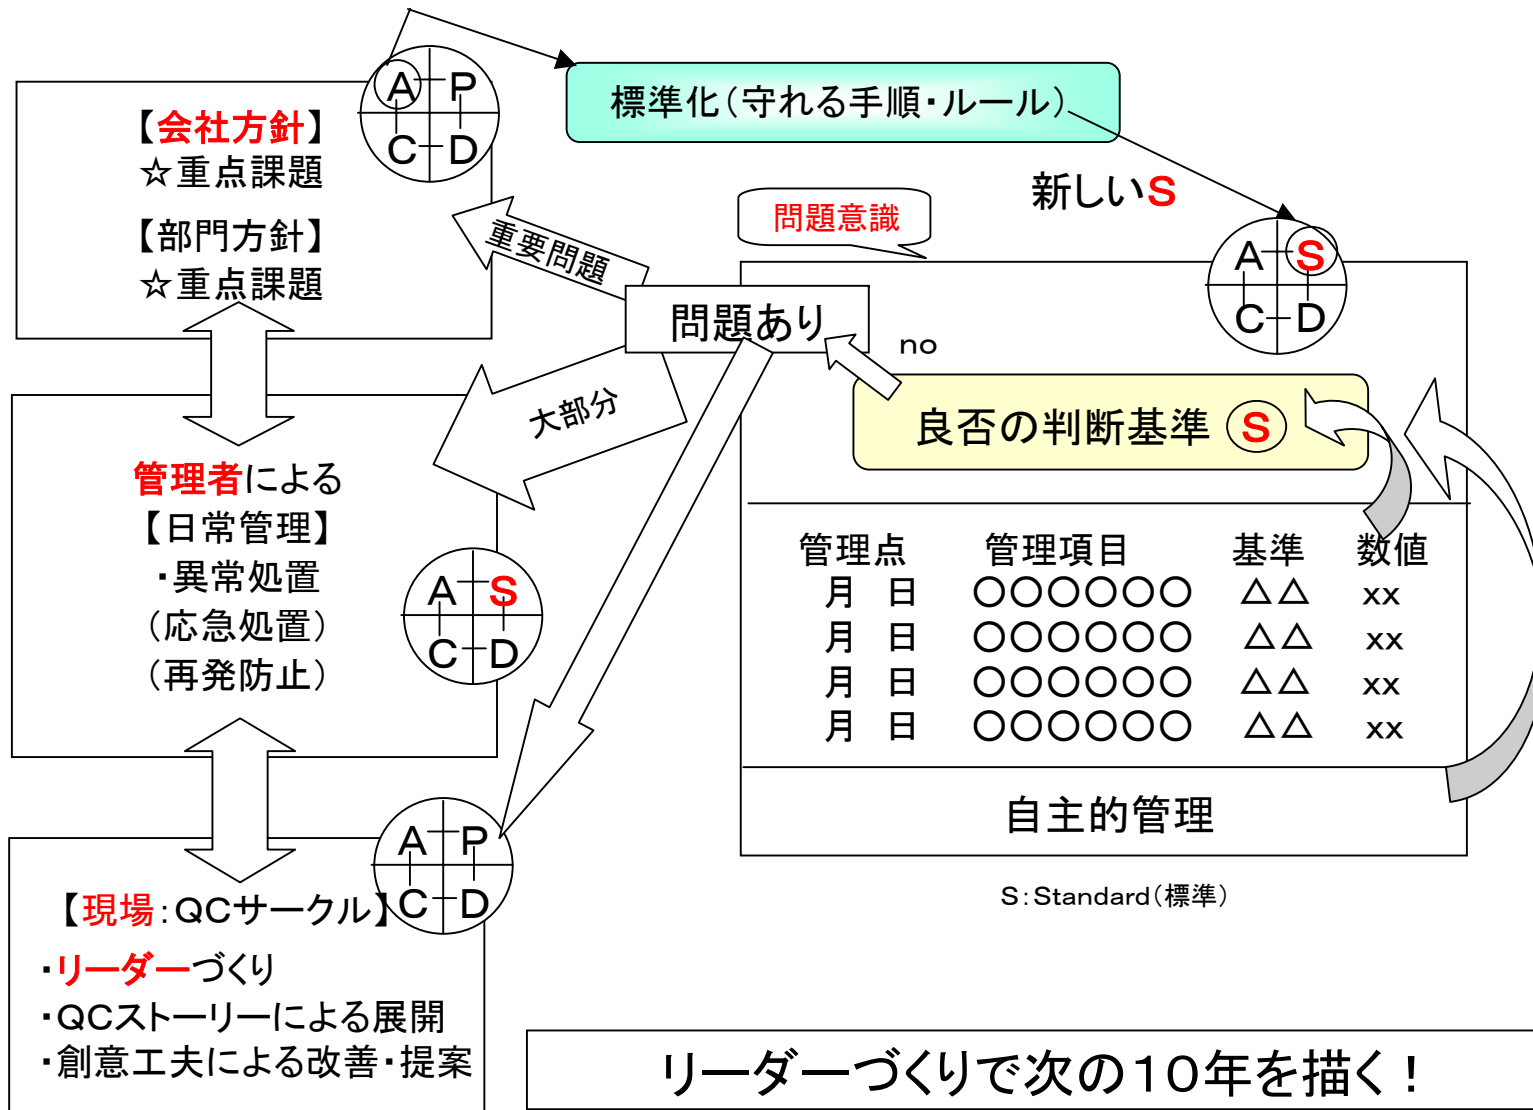 A P
C D
【会社方針】
☆重点課題
【部門方針】
☆重点課題
標準化(守れる手順・ルール)
新しいS
問題意識
A S
C D
重要問題
問題あり
no
大部分
良否の判断基準 S
管理者による
【日常管理】
・異常処置
(応急処置)
(再発防止)
A S
C D
管理点 管理項目 基準 数値
月 日 〇〇〇〇〇〇 △△ xx
月 日 〇〇〇〇〇〇 △△ xx
月 日 〇〇〇〇〇〇 △△ xx
月 日 〇〇〇〇〇〇 △△ xx
自主的管理
S:Standard(標準)
A P
C D
【現場:QCサークル】
・リーダーづくり
・QCストーリーによる展開
・創意工夫による改善・提案
リーダーづくりで次の10年を描く!